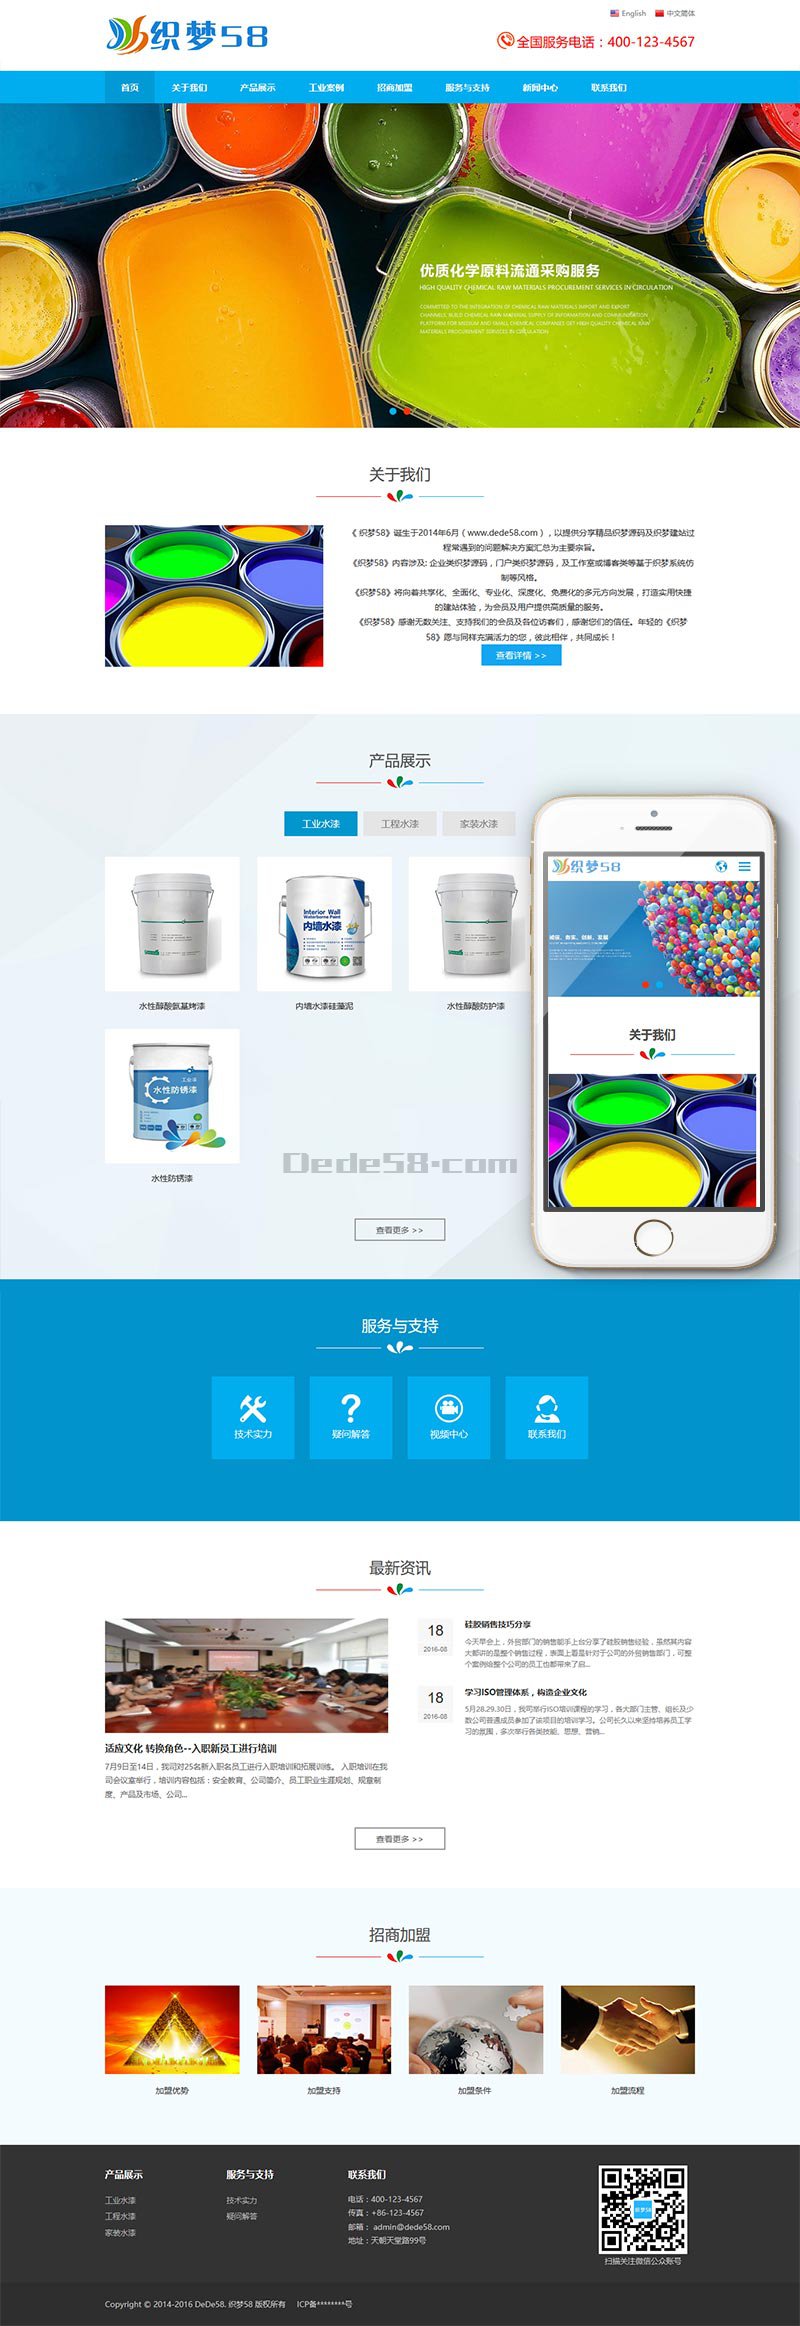 织梦58
English 中文简体
全国服务电话：400-123-4567
首页 关于我们 产品展示 工业案例 招商加盟 服务与支持 新闻中心 联系我们
优质化学原料流通采购服务
HIGH QUALITY CHEMICAL RAW MATERIALS PROCUREMENT SERVICES IN CIRCULATION
COMMITTED TO THE INTEGRATION OF CHEMICAL RAW MATERIALS IMPORT AND EXPORT
CHANNELS, BUILD CHEMICAL RAW MATERIAL SUPPLY OF INFORMATION AND COMMUNICATION
PLATFORM FOR MEDIUM AND SMALL CHEMICAL COMPANIES GET HIGH QUALITY CHEMICAL RAW
MATERIALS PROCUREMENT SERVICES IN CIRCULATION
关于我们
《 织梦58》诞生于2014年6月（www.dede58.com），以提供分享精品织梦源码及织梦建站过
程常遇到的问题解决方案汇总为主要宗旨。
《织梦58》内容涉及: 企业类织梦源码，门户类织梦源码，及工作室或博客类等基于织梦系统仿
制等风格。
《织梦58》将向着共享化、全面化、专业化、深度化、免费化的多元方向发展，打造实用快捷
的建站体验，为会员及用户提供高质量的服务。
《织梦58》感谢无数关注、支持我们的会员及各位访客们，感谢您们的信任。年轻的《织梦
58》愿与同样充满活力的您，彼此相伴，共同成长！
查看详情 >>
产品展示
工业水漆 工程水漆 家装水漆
Interior Wall
Waterborne Paint
内墙水漆
水性醇酸氨基烤漆 内墙水漆硅藻泥 水性醇酸防护漆
工业漆
水性防锈漆
水性防锈漆
Dede58.com
查看更多 >>
织梦58
诚信、务实、创新、发展
关于我们
服务与支持
技术实力 疑问解答 视频中心 联系我们
最新资讯
适应文化 转换角色--入职新员工进行培训
7月9日至14日，我司对25名新入职名员工进行入职培训和拓展训练。 入职培训在我
司会议室举行，培训内容包括：安全教育、公司简介、员工职业生涯规划、规章制
度、产品及市场、公司...
18
2016-08
硅胶销售技巧分享
今天早会上，外贸部门的销售能手上台分享了硅胶销售经验，虽然其内容
大都讲的是整个销售过程，表面上看是针对于公司的外贸销售部门，可整
个案例给整个公司的员工也都带来了启...
18
2016-08
学习ISO管理体系，构造企业文化
5月28.29.30日，我司举行ISO培训课程的学习，各大部门主管、组长及少
数公司普通成员参加了该项目的培训学习。公司长久以来坚持培养员工学
习的氛围，多次举行各类技能、思想、营销...
查看更多 >>
招商加盟
加盟优势 加盟支持 加盟条件 加盟流程
产品展示
工业水漆
工程水漆
家装水漆
服务与支持
技术实力
疑问解答
联系我们
电话：400-123-4567
传真：+86-123-4567
邮箱： admin@dede58.com
地址：天朝天堂路99号
织梦58
扫描关注微信公众账号
Copyright © 2014-2016 DeDe58. 织梦58 版权所有 ICP备********号